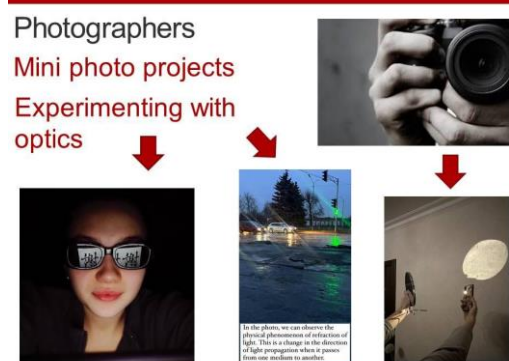 Photographers
Mini photo projects
Experimenting with
optics
In the photo, we can observe the
physical phenomenon of refraction of
light. This is a change in the direction
of light propagation when it passes
from one medium to another.